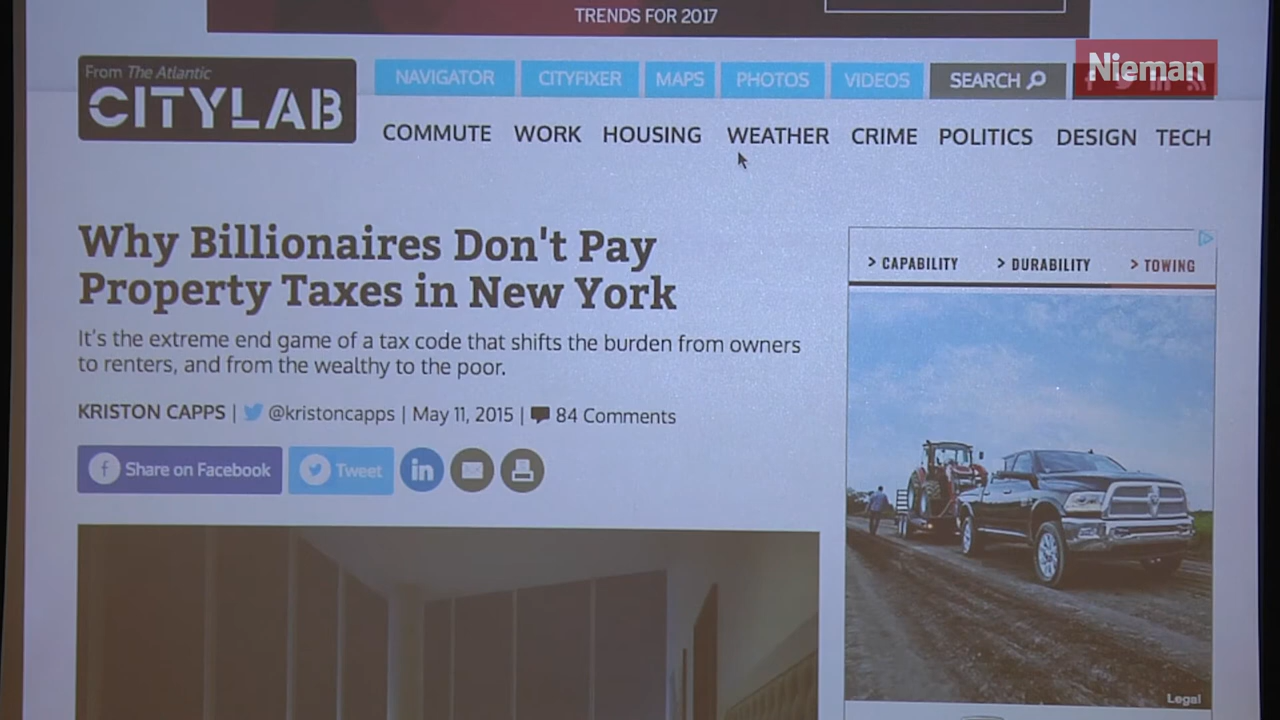 TRENDS FOR 2017
From The Atlantic
CITYLAB
NAVIGATOR CITYFIXER MAPS PHOTOS VIDEOS SEARCH
Nieman
COMMUTE WORK HOUSING WEATHER CRIME POLITICS DESIGN TECH
Why Billionaires Don't Pay
Property Taxes in New York
It's the extreme end game of a tax code that shifts the burden from owners
to renters, and from the wealthy to the poor.
KRISTON CAPPS | @kristoncapps | May 11, 2015 | 84 Comments
f Share on Facebook Tweet in
> CAPABILITY > DURABILITY > TOWING
Legal